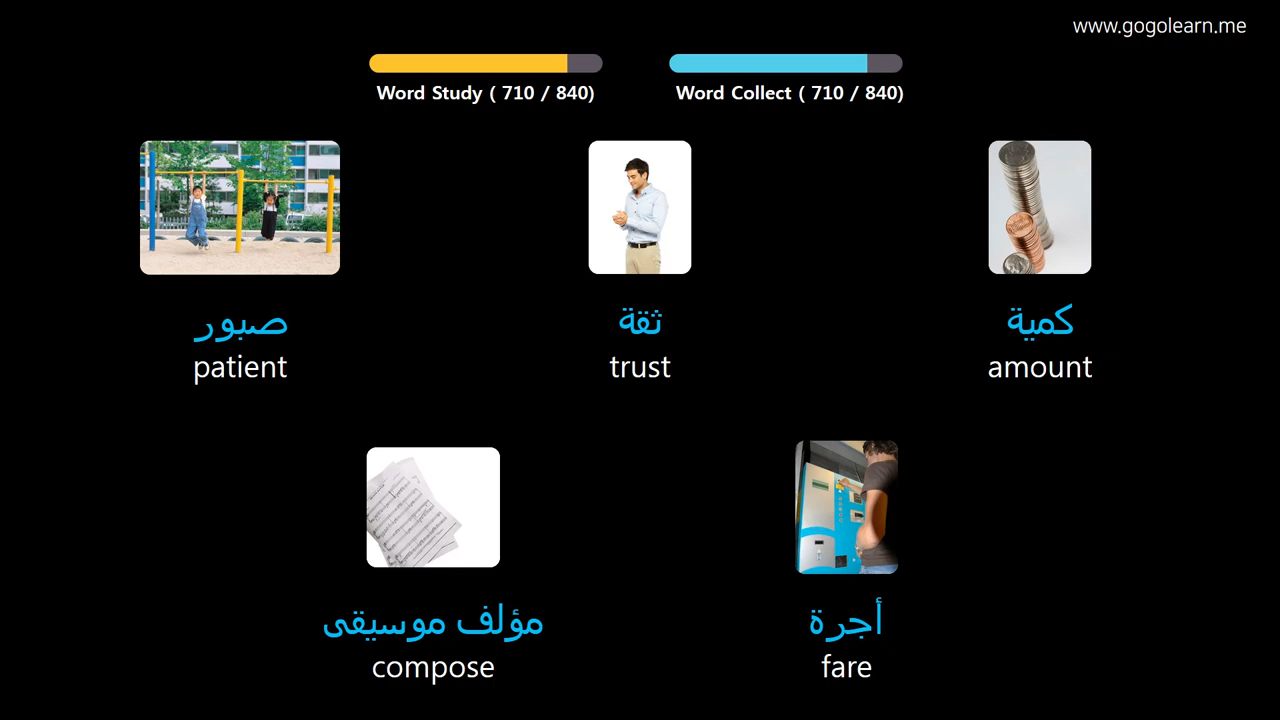 www.gogolearn.me
Word Study ( 710 / 840)
Word Collect ( 710 / 840)
صبور
patient
ثقة
trust
كمية
amount
مؤلف موسيقى
compose
أجرة
fare